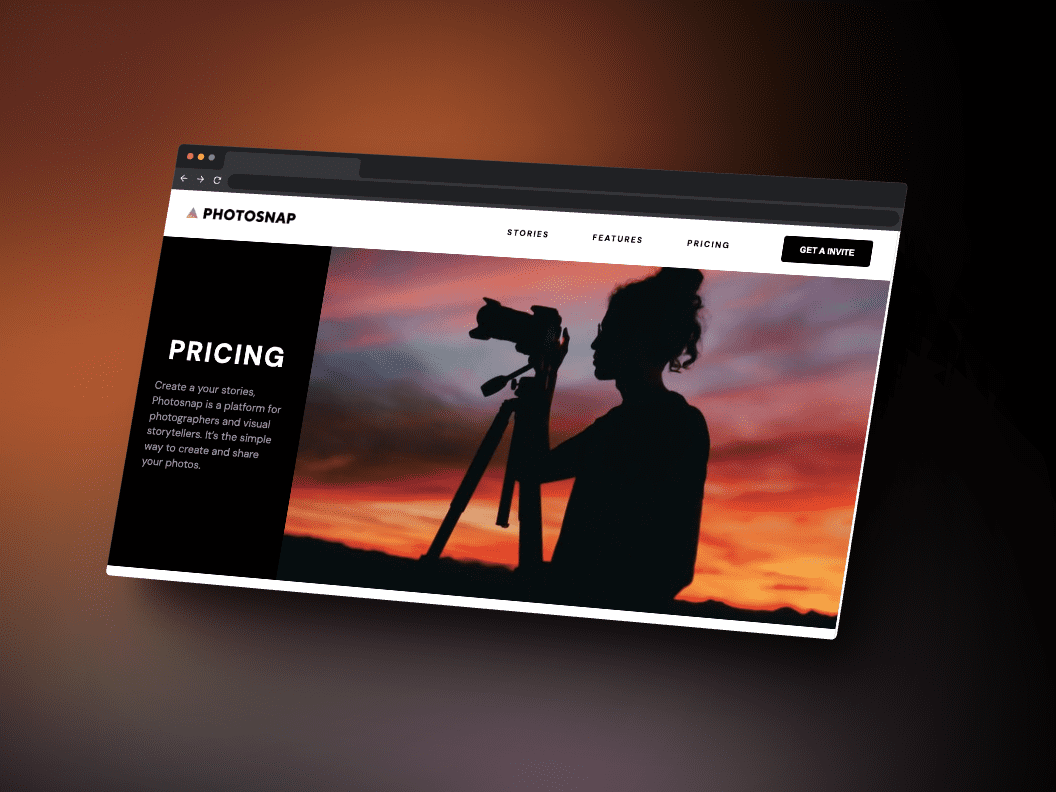 PHOTOSNAP
STORIES
FEATURES
PRICING
GET A INVITE
PRICING
Create a your stories,
Photosnap is a platform for
photographers and visual
storytellers. It's the simple
way to create and share
your photos.